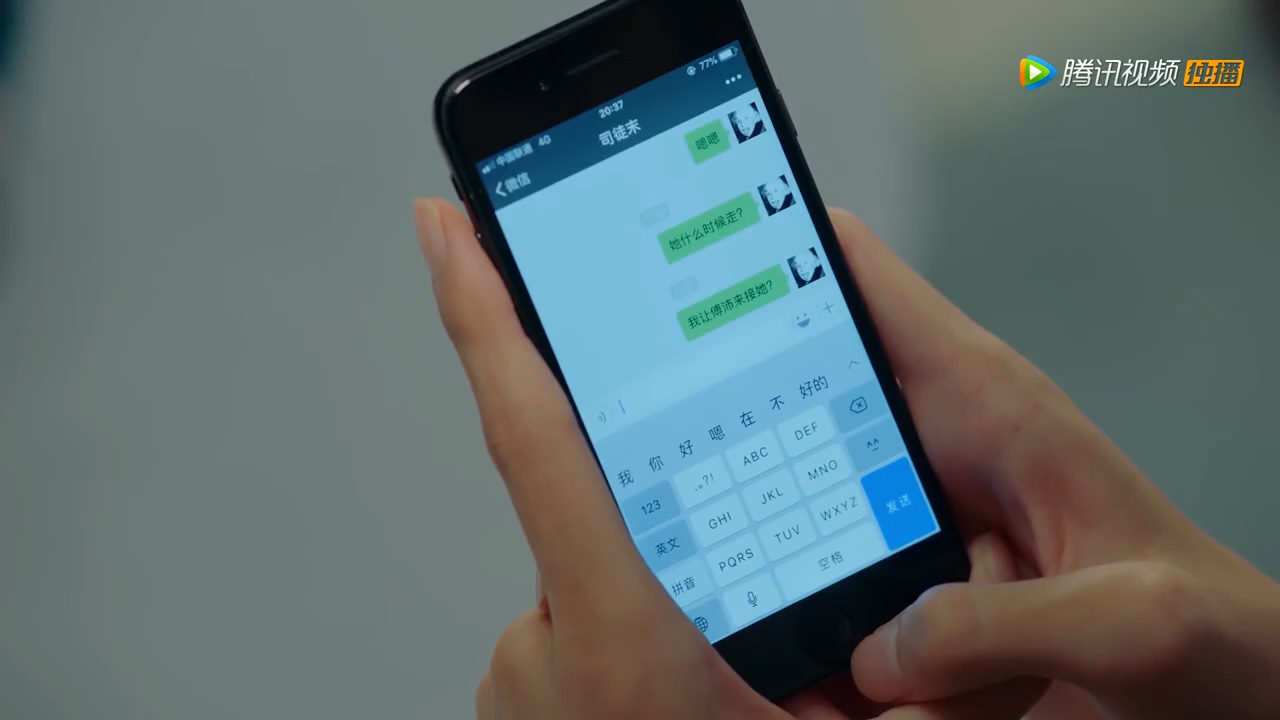 腾讯视频 独播
77%
20:37
中国联通 4G
司徒末
微信
嗯嗯
她什么时候走?
我让傅沛来接她?
我 你 好 嗯 在 不 好的
123 .。?! ABC DEF
英文 GHI JKL MNO ^^
拼音 PQRS TUV WXYZ 发送
空格